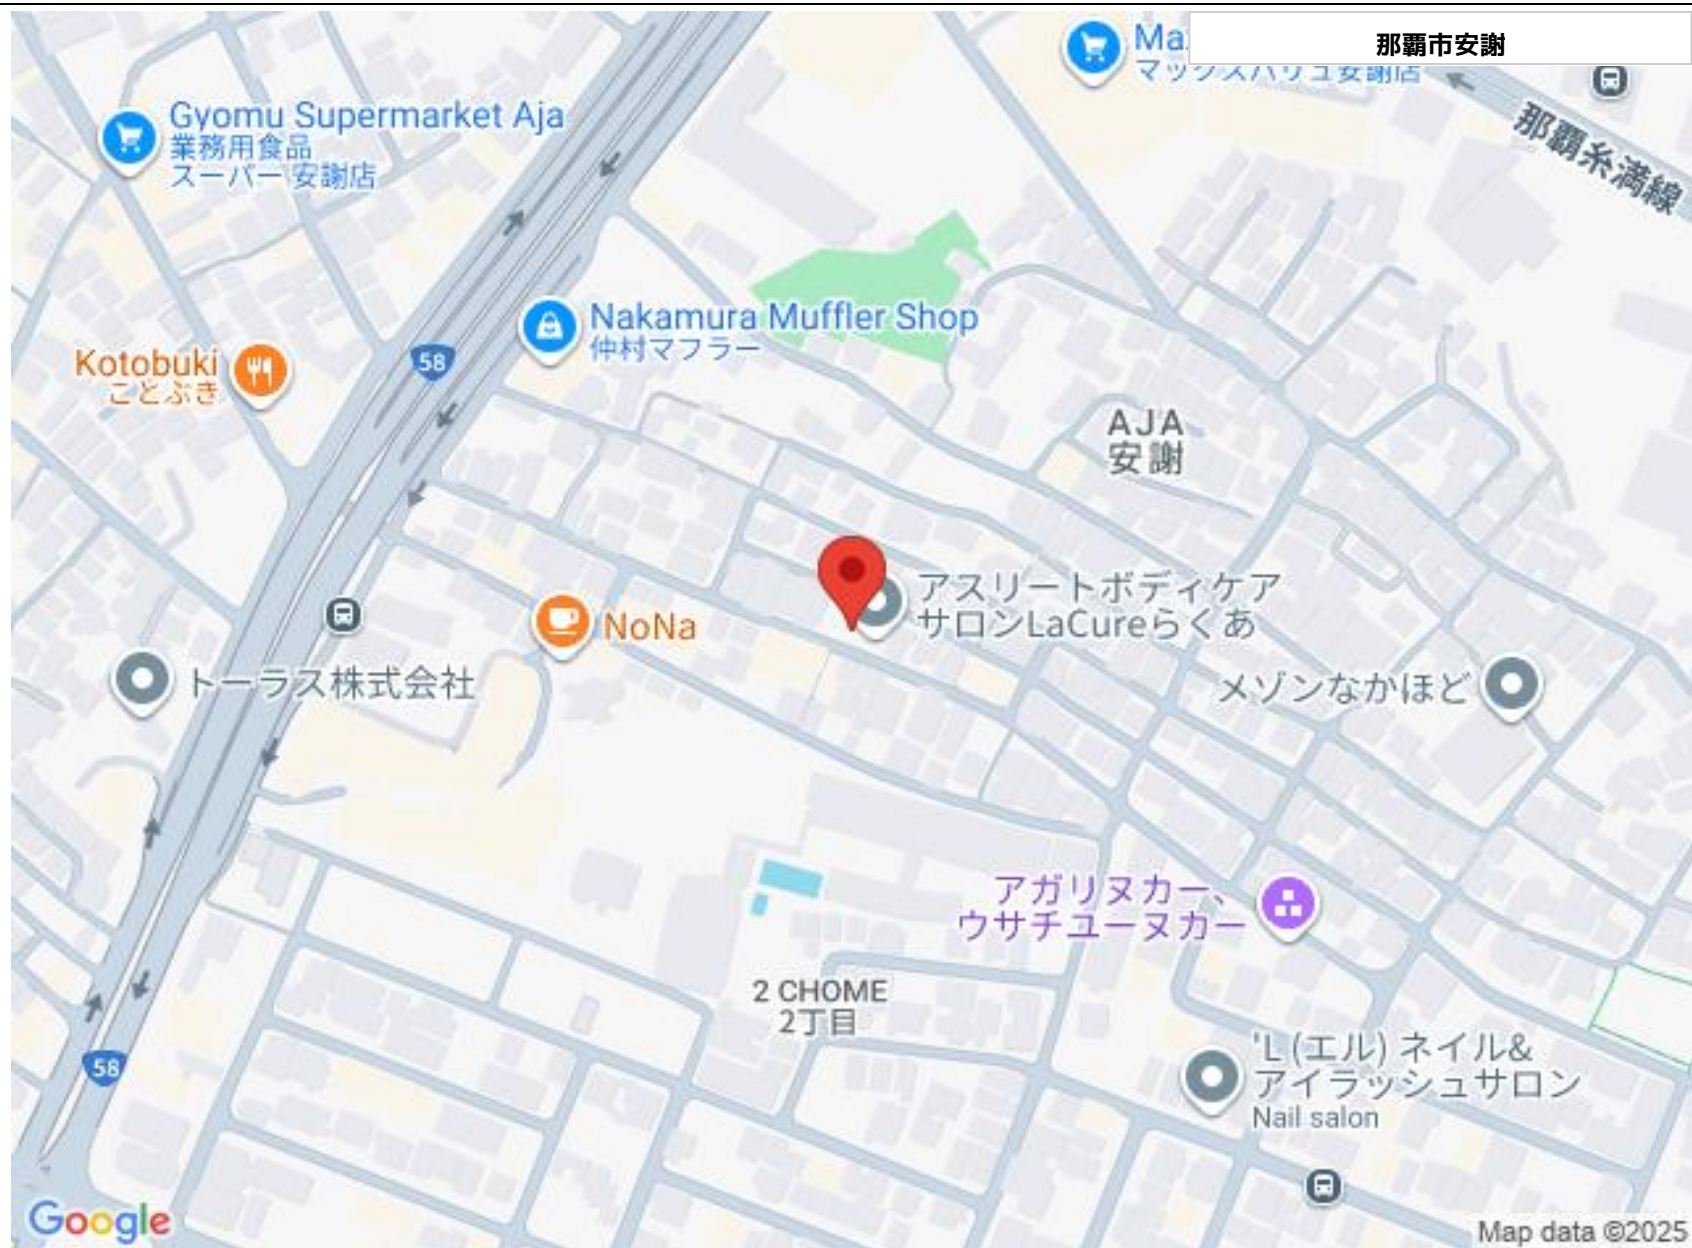 那覇市安謝
Gyomu Supermarket Aja
業務用食品
スーパー 安謝店
Ma
マックスバリュ安謝店
那覇糸満線
Nakamura Muffler Shop
仲村マフラー
58
Kotobuki
ことぶき
AJA
安謝
アスリートボディケア
サロンLaCureらくあ
NoNa
トーラス株式会社
メゾンなかほど
アガリヌカー、
ウサチユーヌカー
2 CHOME
2丁目
'L (エル) ネイル&
アイラッシュサロン
Nail salon
58
Google
Map data ©2025